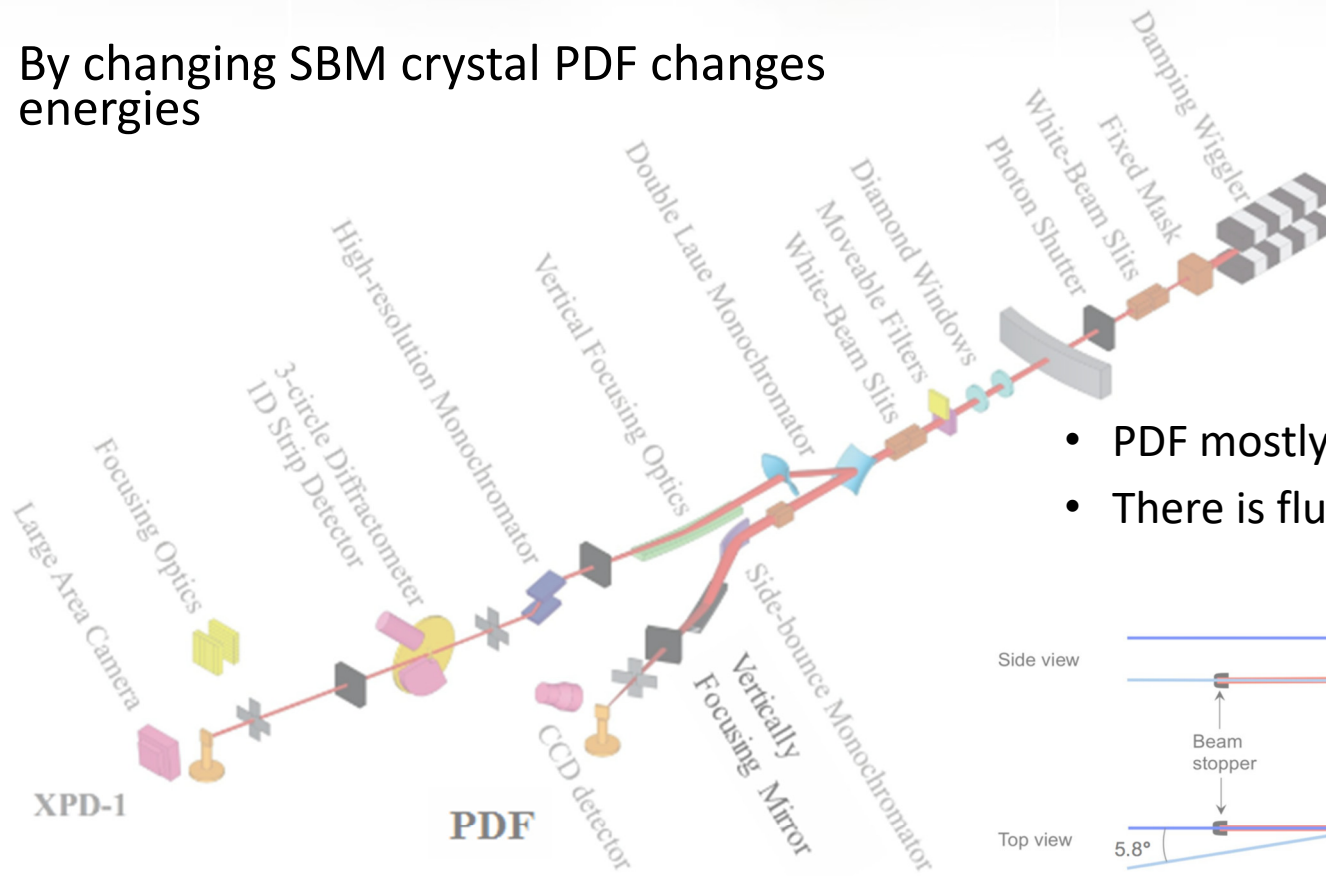 By changing SBM crystal PDF changes
energies
Damping Wiggler
Fixed Mask
White-Beam Slits
Photon Shutter
Diamond Windows
Moveable Filters
White-Beam Slits
Double Laue Monochromator
Vertical Focusing Optics
High-resolution Monochromator
3-circle Diffractometer
1D Strip Detector
Focusing Optics
Large Area Camera
• PDF mostly
• There is flu
Side-bounce Monochromator
Vertically
Focusing Mirror
CCD detector
XPD-1
PDF
Side view
Beam
stopper
Top view
5.8°